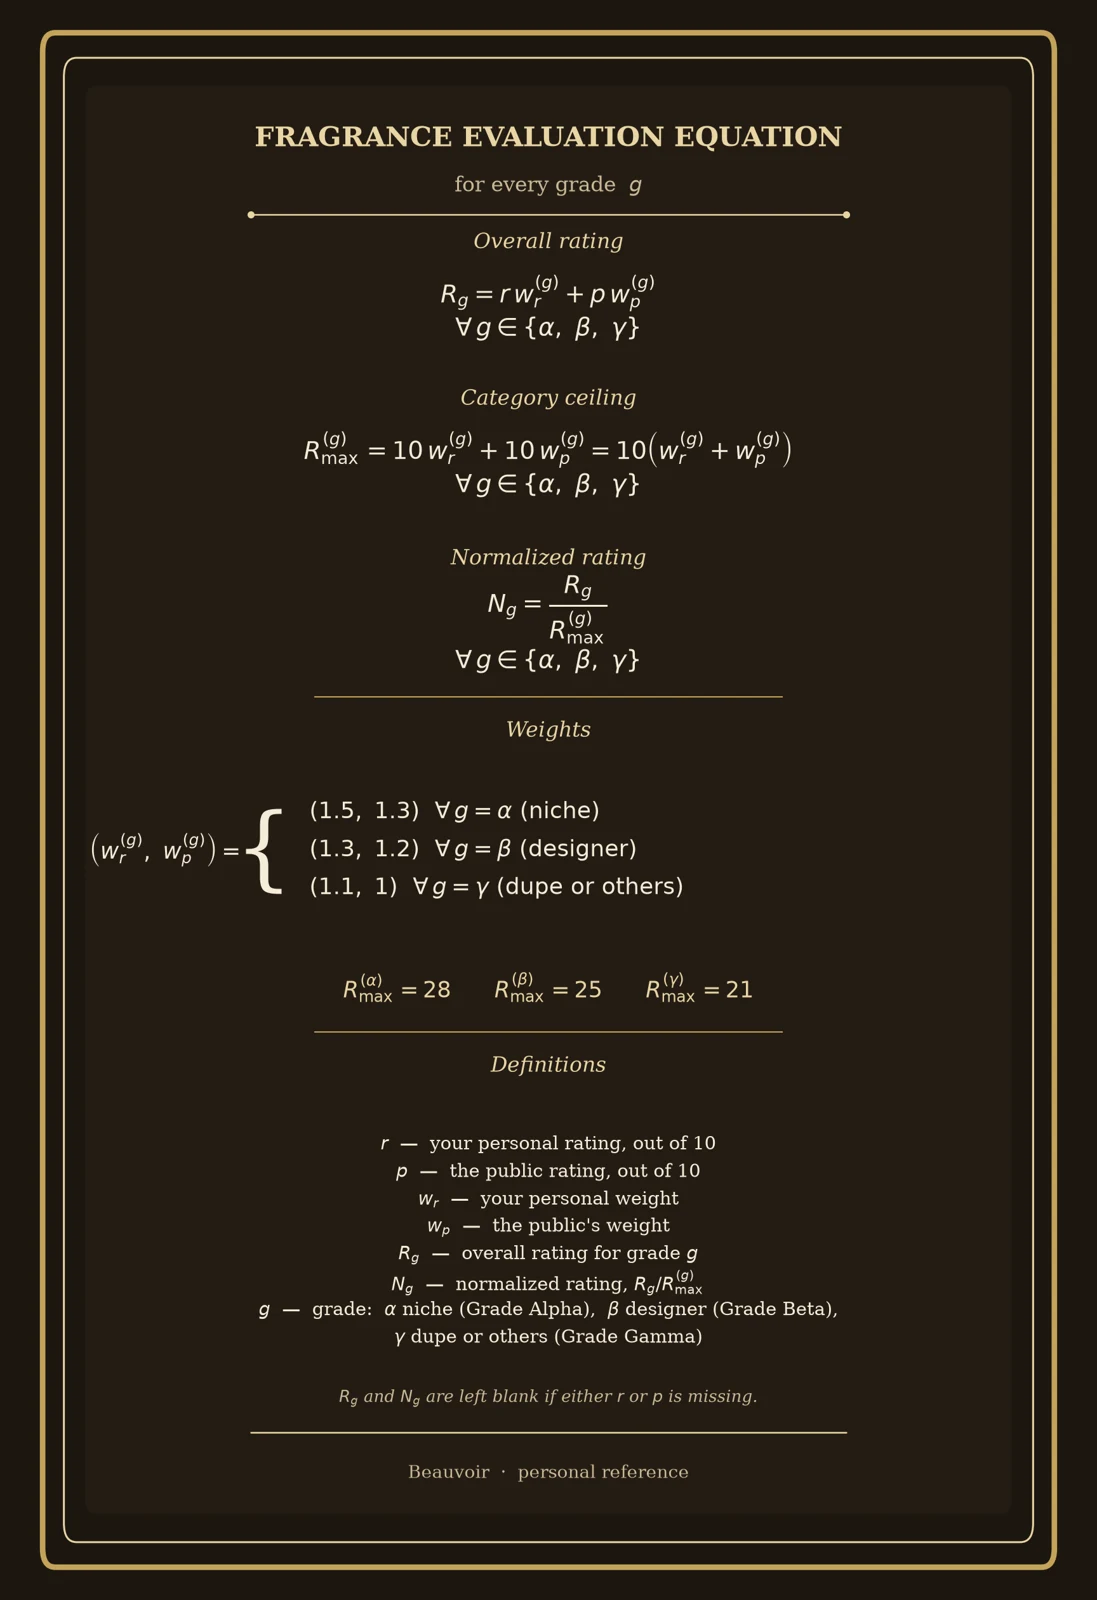 FRAGRANCE EVALUATION EQUATION
for every grade g
Overall rating
R_g = r w_r^(g) + p w_p^(g)
∀ g ∈ {α, β, γ}
Category ceiling
R_max^(g) = 10 w_r^(g) + 10 w_p^(g) = 10(w_r^(g) + w_p^(g))
∀ g ∈ {α, β, γ}
Normalized rating
N_g = R_g / R_max^(g)
∀ g ∈ {α, β, γ}
Weights
(w_r^(g), w_p^(g)) = {
(1.5, 1.3) ∀ g = α (niche)
(1.3, 1.2) ∀ g = β (designer)
(1.1, 1) ∀ g = γ (dupe or others)
R_max^(α) = 28 R_max^(β) = 25 R_max^(γ) = 21
Definitions
r — your personal rating, out of 10
p — the public rating, out of 10
w_r — your personal weight
w_p — the public's weight
R_g — overall rating for grade g
N_g — normalized rating, R_g/R_max^(g)
g — grade: α niche (Grade Alpha), β designer (Grade Beta),
γ dupe or others (Grade Gamma)
R_g and N_g are left blank if either r or p is missing.
Beauvoir · personal reference